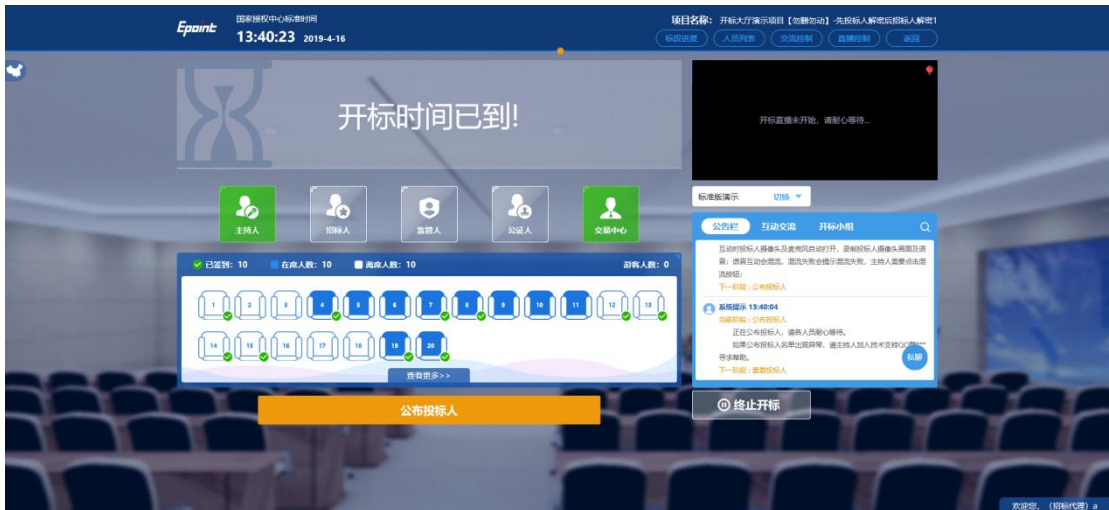 Epoint
国家授权中心标准时间
13:40:23 2019-4-16
项目名称： 开标大厅演示项目【勿删勿动】-先投标人解密后招标人解密1
标段进度
人员列表
交流控制
直播控制
返回
开标时间已到!
开标直播未开始，请耐心等待...
主持人
招标人
监管人
公证人
交易中心
标准版演示 切换
公告栏 互动交流 开标小组
互动时投标人摄像头及麦克风自动打开，录制投标人摄像头画面及语
音；语音互动会混流，混流失败会提示混流失败，主持人需要点击混
流按钮；
下一阶段：公布投标人
系统提示 13:40:04
当前阶段：公布投标人
正在公布投标人，请各人员耐心等待。
如果公布投标人名单出现异常，请主持人加入技术支持QQ群***
寻求帮助。
下一阶段：查看投标人
私聊
已签到：10 在席人数：10 离席人数：10 游客人数：0
1 2 3 4 5 6 7 8 9 10 11 12 13
14 15 16 17 18 19 20
查看更多>>
公布投标人
终止开标
欢迎您，（招标代理）a